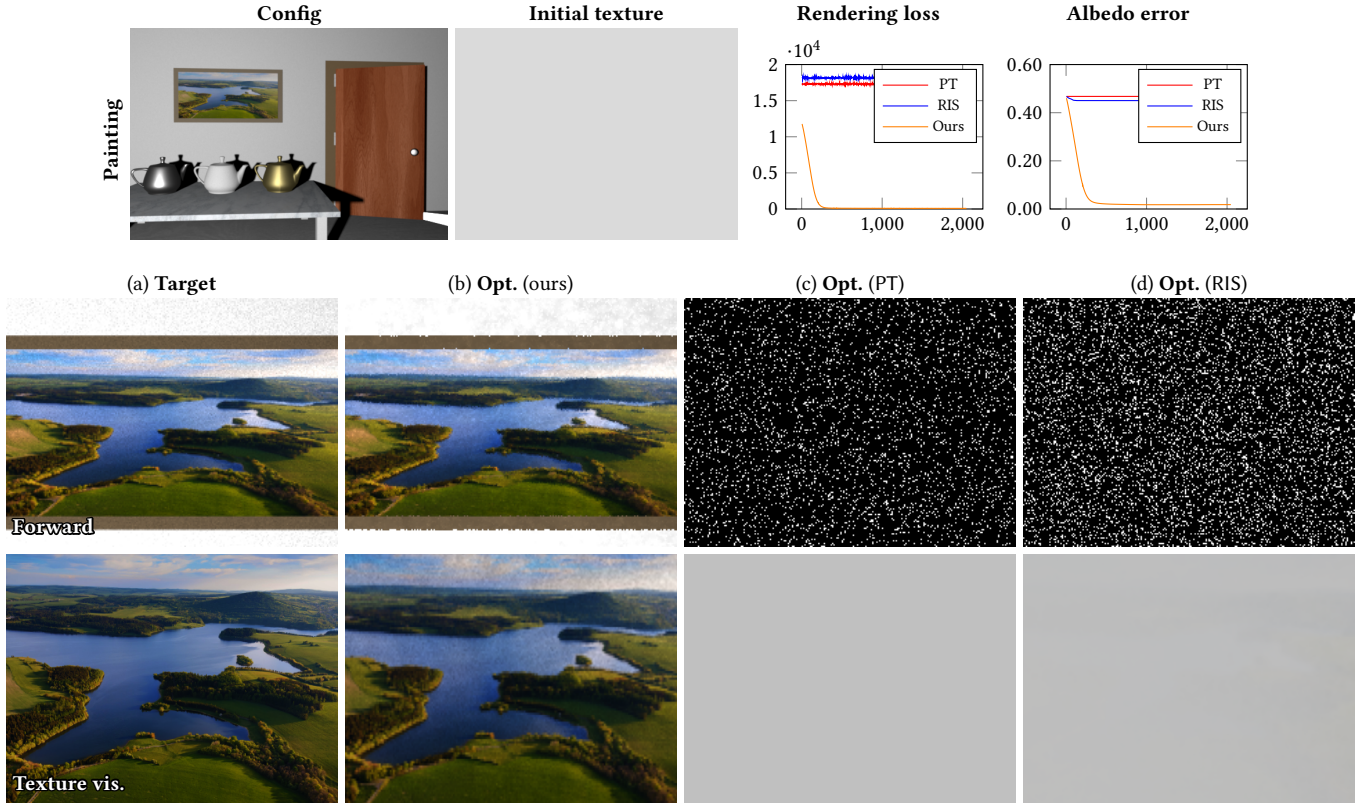 Config Initial texture Rendering loss Albedo error
Painting
·10⁴
2
1.5
1
0.5
0
0 1,000 2,000
PT
RIS
Ours
0.60
0.40
0.20
0.00
0 1,000 2,000
PT
RIS
Ours
(a) Target (b) Opt. (ours) (c) Opt. (PT) (d) Opt. (RIS)
Forward
Texture vis.